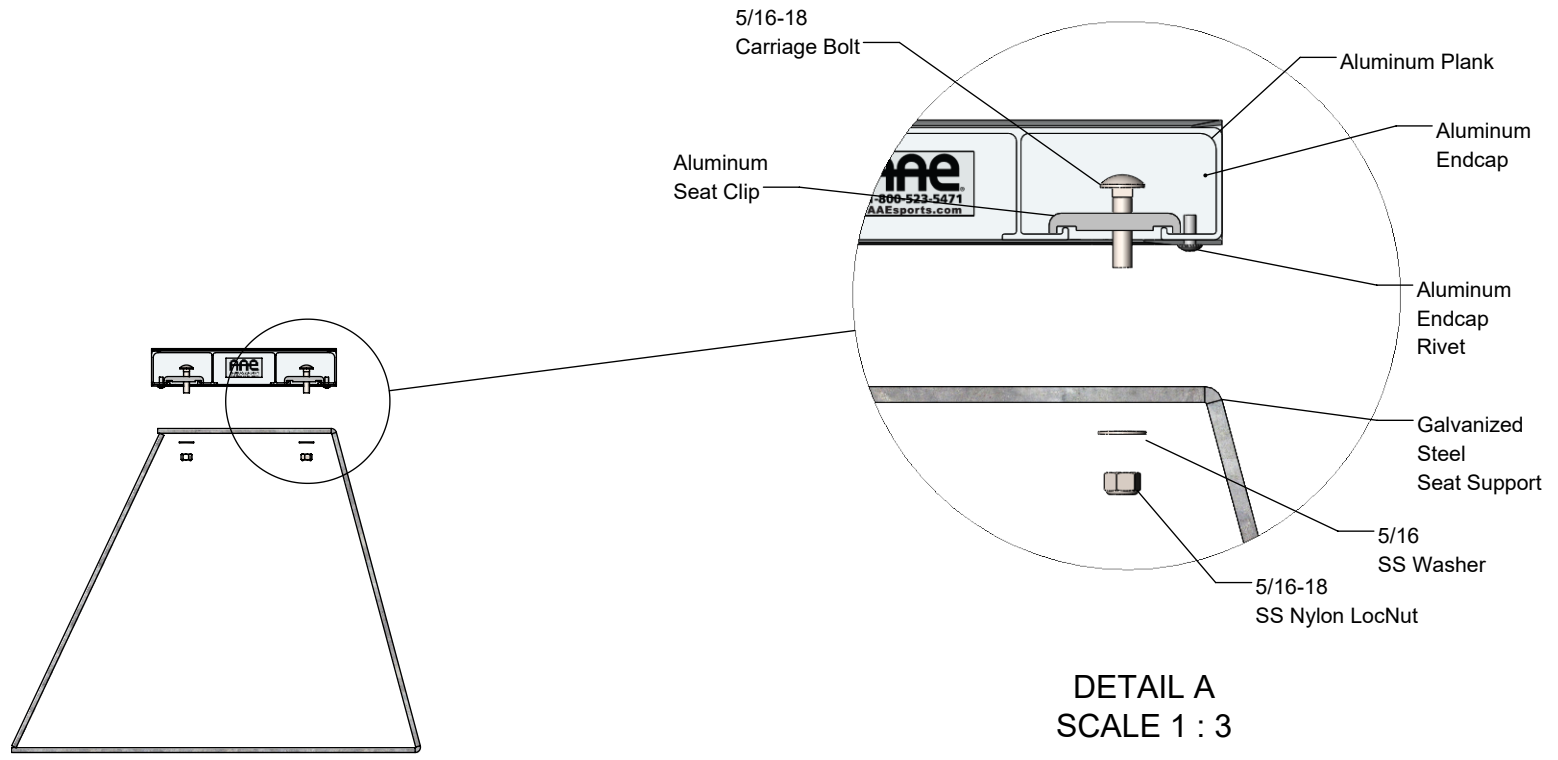 5/16-18
Carriage Bolt
Aluminum Plank
Aluminum
Endcap
Aluminum
Seat Clip
AAE
-800-523-5471
AAEsports.com
Aluminum
Endcap
Rivet
AAE
Galvanized
Steel
Seat Support
5/16
SS Washer
5/16-18
SS Nylon LocNut
DETAIL A
SCALE 1 : 3